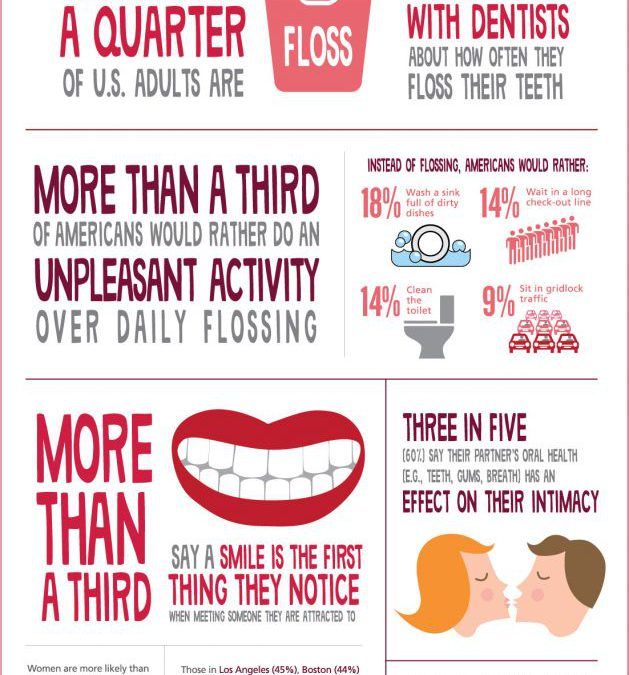 A QUARTER
OF U.S. ADULTS ARE
FLOSS
WITH DENTISTS
ABOUT HOW OFTEN THEY
FLOSS THEIR TEETH
MORE THAN A THIRD
OF AMERICANS WOULD RATHER DO AN
UNPLEASANT ACTIVITY
OVER DAILY FLOSSING
INSTEAD OF FLOSSING, AMERICANS WOULD RATHER:
18% Wash a sink
full of dirty
dishes
14% Wait in a long
check-out line
14% Clean
the
toilet
9% Sit in gridlock
traffic
MORE
THAN
A THIRD
SAY A SMILE IS THE FIRST
THING THEY NOTICE
WHEN MEETING SOMEONE THEY ARE ATTRACTED TO
THREE IN FIVE
(60%) SAY THEIR PARTNER'S ORAL HEALTH
(E.G., TEETH, GUMS, BREATH) HAS AN
EFFECT ON THEIR INTIMACY
Women are more likely than
Those in Los Angeles (45%), Boston (44%)